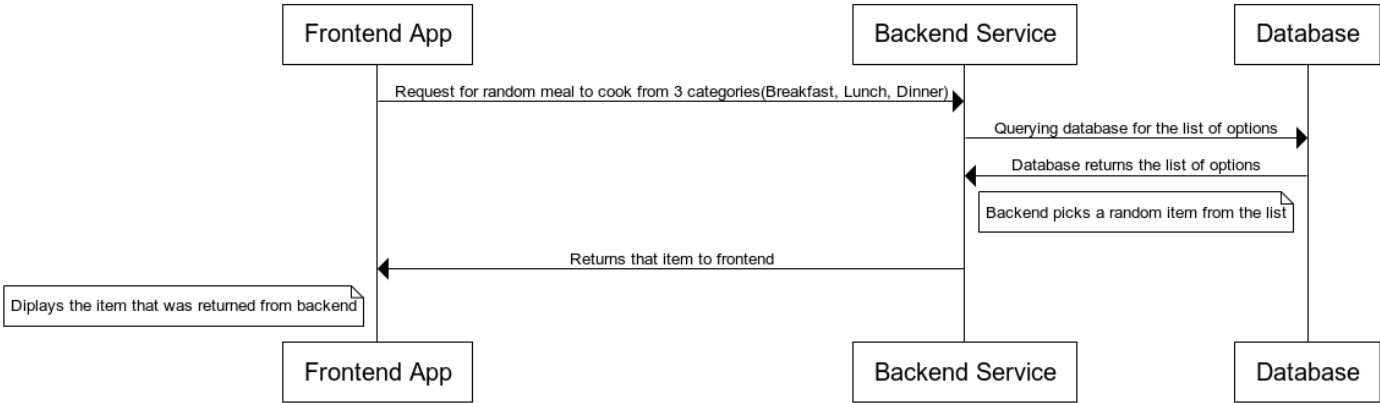 Frontend App
Backend Service
Database
Request for random meal to cook from 3 categories(Breakfast, Lunch, Dinner)
Querying database for the list of options
Database returns the list of options
Backend picks a random item from the list
Returns that item to frontend
Diplays the item that was returned from backend
Frontend App
Backend Service
Database